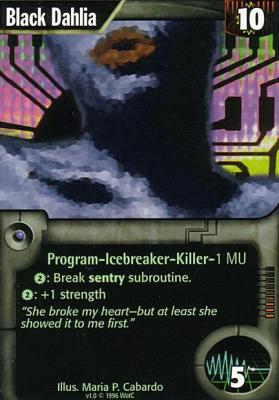 Black Dahlia
10
Program-Icebreaker-Killer-1 MU
2: Break sentry subroutine.
2: +1 strength
“She broke my heart—but at least she
showed it to me first.”
5
Illus. Maria P. Cabardo
v1.0 © 1996 WotC